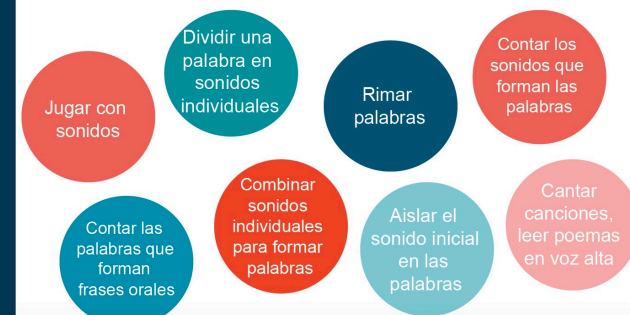 Jugar con
sonidos
Dividir una
palabra en
sonidos
individuales
Rimar
palabras
Contar los
sonidos que
forman las
palabras
Contar las
palabras que
forman
frases orales
Combinar
sonidos
individuales
para formar
palabras
Aislar el
sonido inicial
en las
palabras
Cantar
canciones,
leer poemas
en voz alta